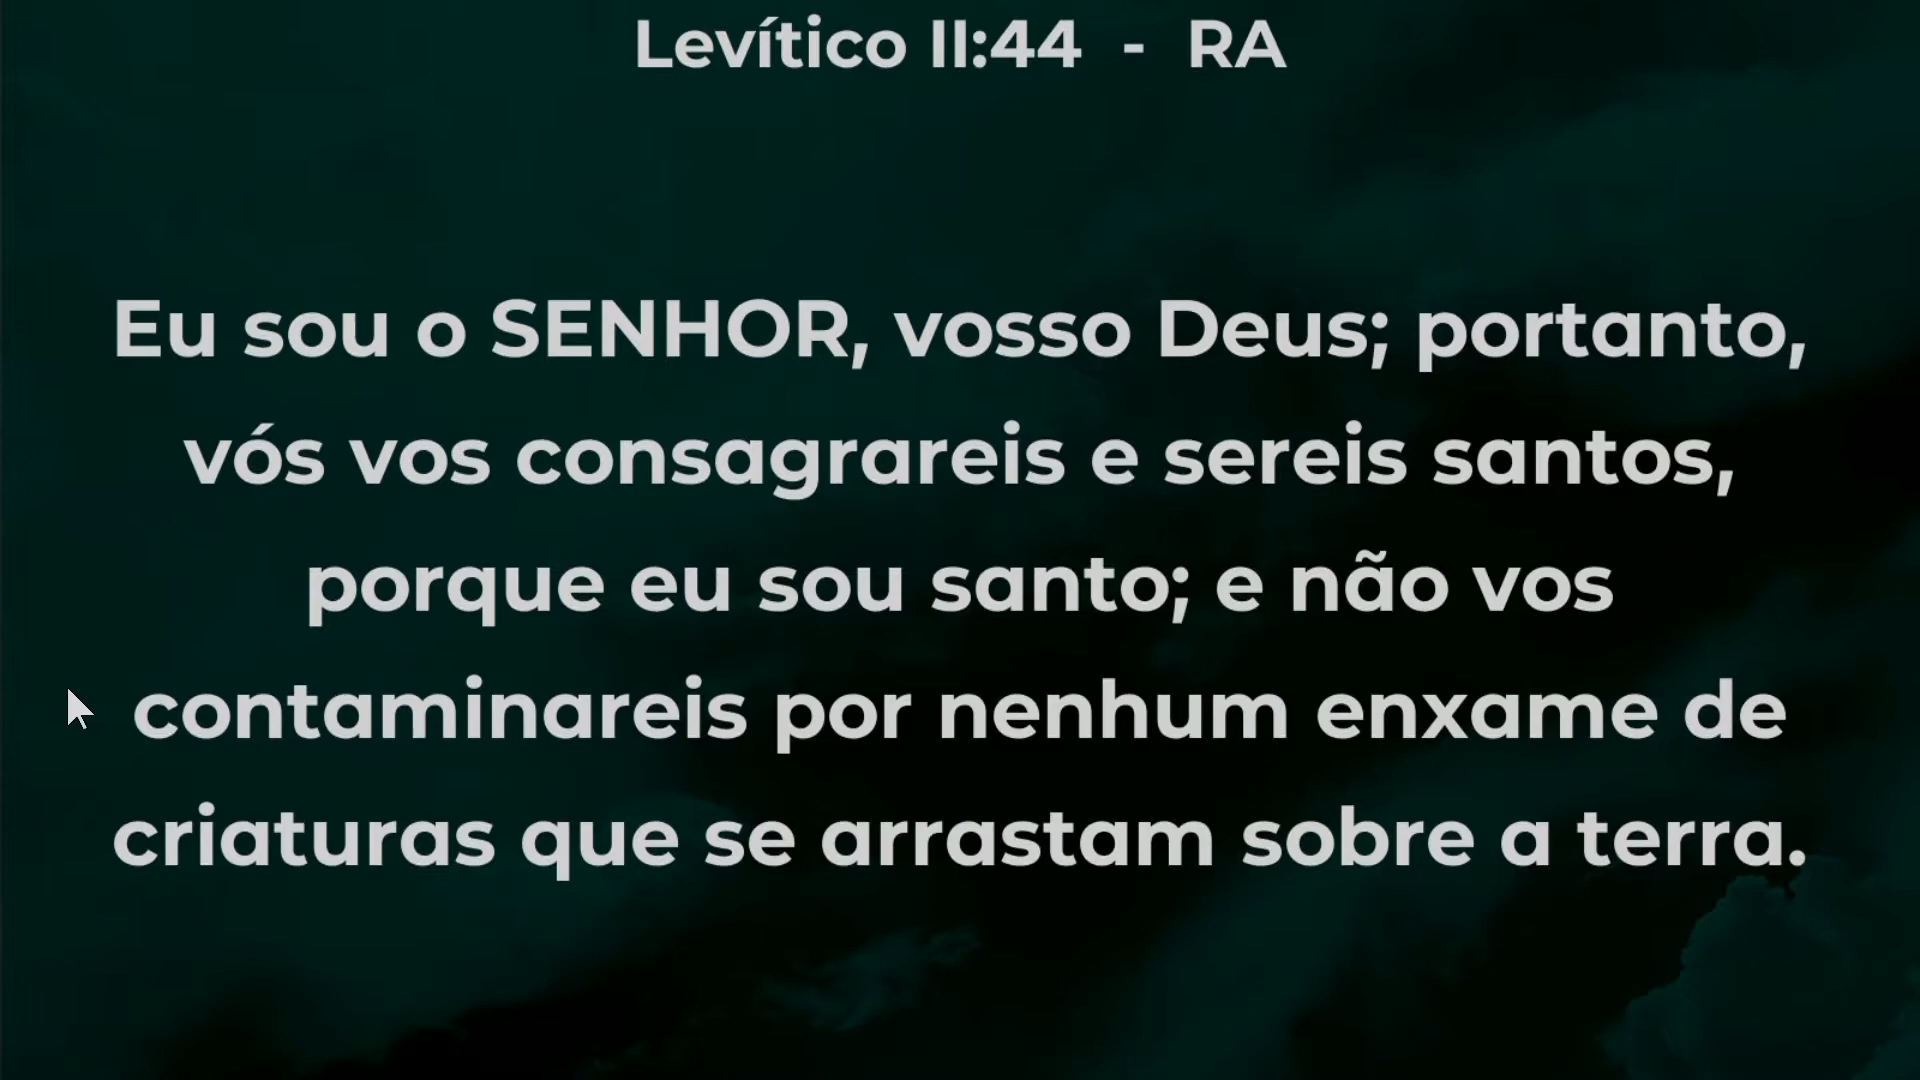 Levítico 11:44 - RA
Eu sou o SENHOR, vosso Deus; portanto,
vós vos consagrareis e sereis santos,
porque eu sou santo; e não vos
contaminareis por nenhum enxame de
criaturas que se arrastam sobre a terra.